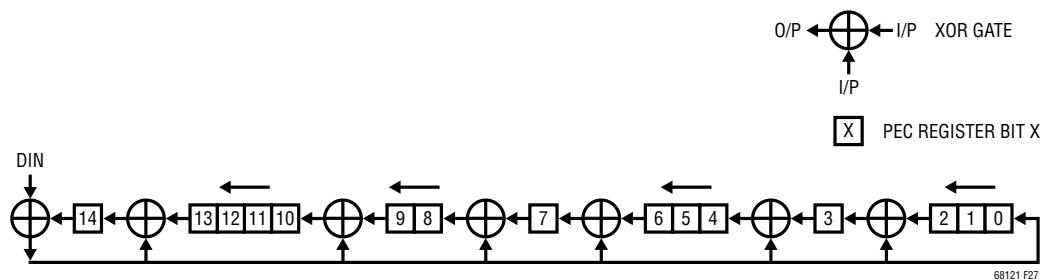 O/P I/P XOR GATE
I/P
X PEC REGISTER BIT X
DIN
14 13 12 11 10 9 8 7 6 5 4 3 2 1 0
68121 F27